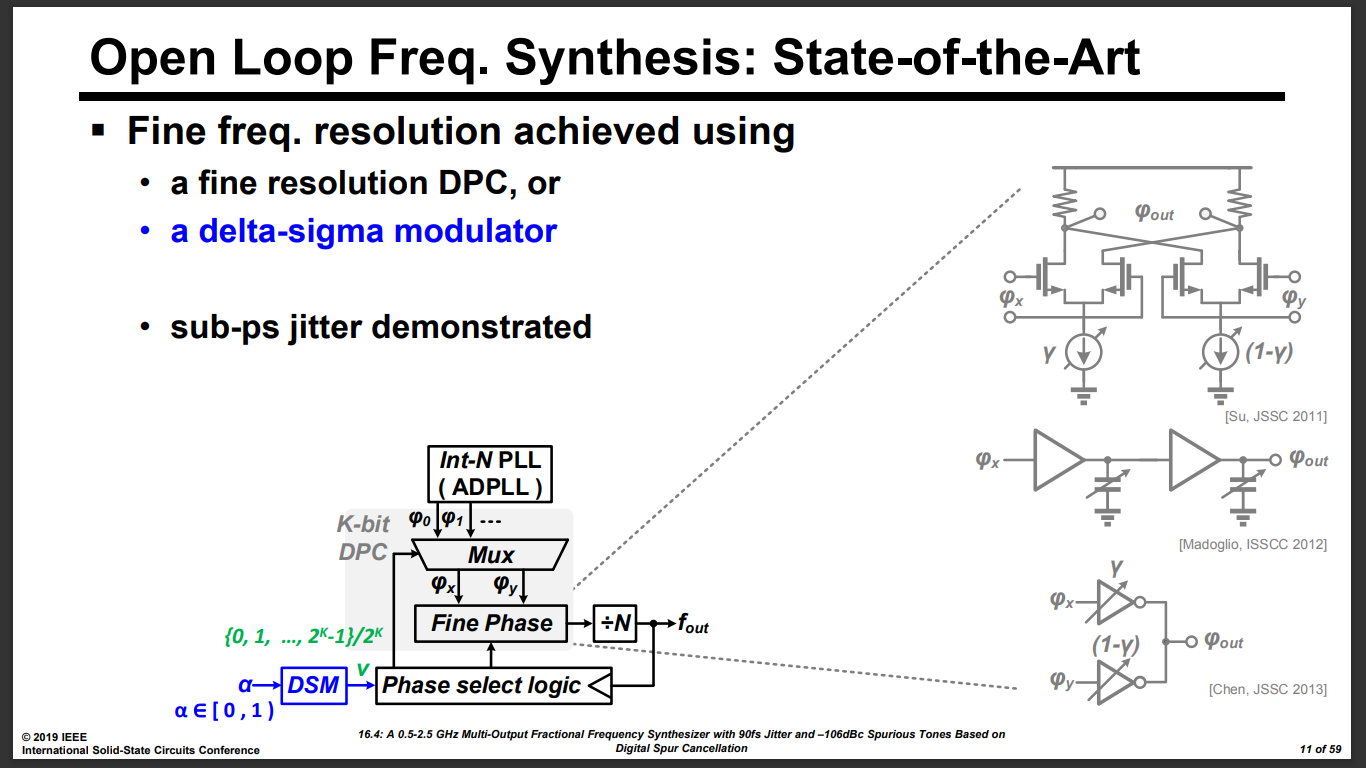 Open Loop Freq. Synthesis: State-of-the-Art
▪ Fine freq. resolution achieved using
• a fine resolution DPC, or
• a delta-sigma modulator
• sub-ps jitter demonstrated
φout
φx
φy
γ
(1-γ)
[Su, JSSC 2011]
φx
φout
[Madoglio, ISSCC 2012]
γ
φx
(1-γ)
φout
φy
[Chen, JSSC 2013]
Int-N PLL
( ADPLL )
K-bit
DPC
φ0 φ1 ---
Mux
φx φy
Fine Phase
÷N
fout
{0, 1, …, 2^K-1}/2^K
v
α
DSM
Phase select logic
α ∈ [ 0 , 1 )
© 2019 IEEE
International Solid-State Circuits Conference
16.4: A 0.5-2.5 GHz Multi-Output Fractional Frequency Synthesizer with 90fs Jitter and –106dBc Spurious Tones Based on
Digital Spur Cancellation
11 of 59